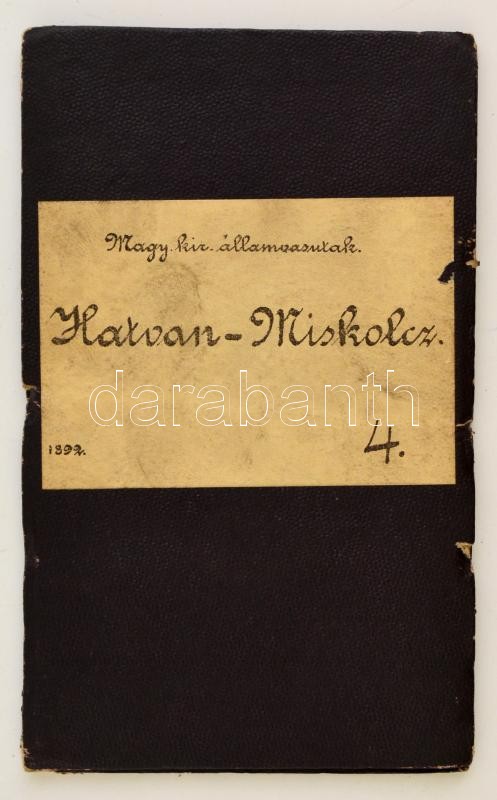 Magy. kir. államvasutak.
Hatvan-Miskolcz.
darabanth
1892.
4.